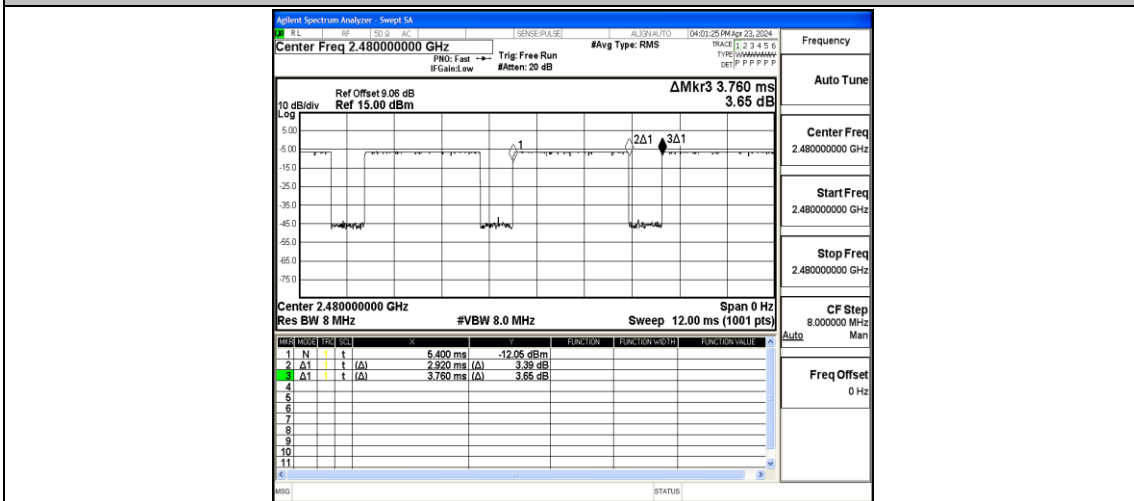 Agilent Spectrum Analyzer - Swept SA
RL RF 50 Ω AC SENSE:PULSE ALIGNAUTO 04:01:25 PM Apr 23, 2024
Center Freq 2.480000000 GHz
PNO: Fast
IFGain:Low
Trig: Free Run
#Atten: 20 dB
#Avg Type: RMS
TRACE 1 2 3 4 5 6
TYPE
DET P P P P P P
Frequency
Ref Offset 9.06 dB
10 dB/div Ref 15.00 dBm
Log
ΔMkr3 3.760 ms
3.65 dB
5.00
-5.00
-15.0
-25.0
-35.0
-45.0
-55.0
-65.0
-75.0
1
2Δ1
3Δ1
Center 2.480000000 GHz
Span 0 Hz
Res BW 8 MHz #VBW 8.0 MHz Sweep 12.00 ms (1001 pts)
MKR MODE TRC SCL X Y FUNCTION FUNCTION WIDTH FUNCTION VALUE
1 N 1 t 5.400 ms -12.05 dBm
2 Δ1 1 t (Δ) 2.920 ms (Δ) 3.39 dB
3 Δ1 1 t (Δ) 3.760 ms (Δ) 3.65 dB
4
5
6
7
8
9
10
11
MSG
STATUS
Auto Tune
Center Freq
2.480000000 GHz
Start Freq
2.480000000 GHz
Stop Freq
2.480000000 GHz
CF Step
8.000000 MHz
Auto Man
Freq Offset
0 Hz